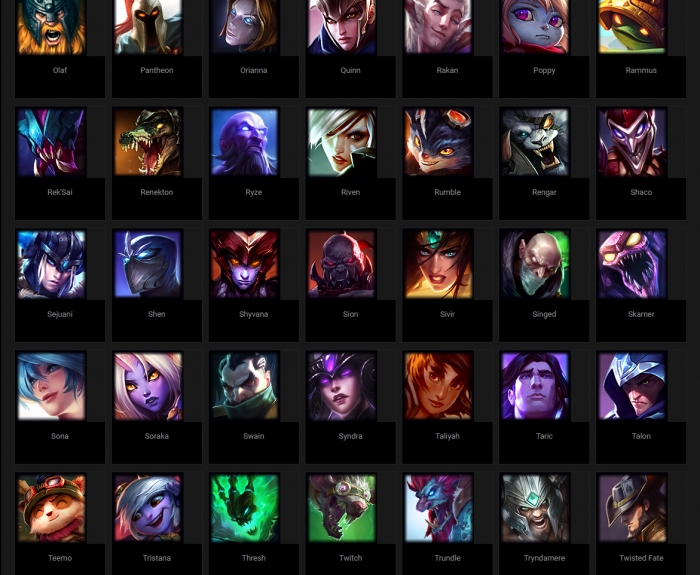 Olaf
Pantheon
Orianna
Quinn
Rakan
Poppy
Rammus
Rek'Sai
Renekton
Ryze
Riven
Rumble
Rengar
Shaco
Sejuani
Shen
Shyvana
Sion
Sivir
Singed
Skarner
Sona
Soraka
Swain
Syndra
Taliyah
Taric
Talon
Teemo
Tristana
Thresh
Twitch
Trundle
Tryndamere
Twisted Fate